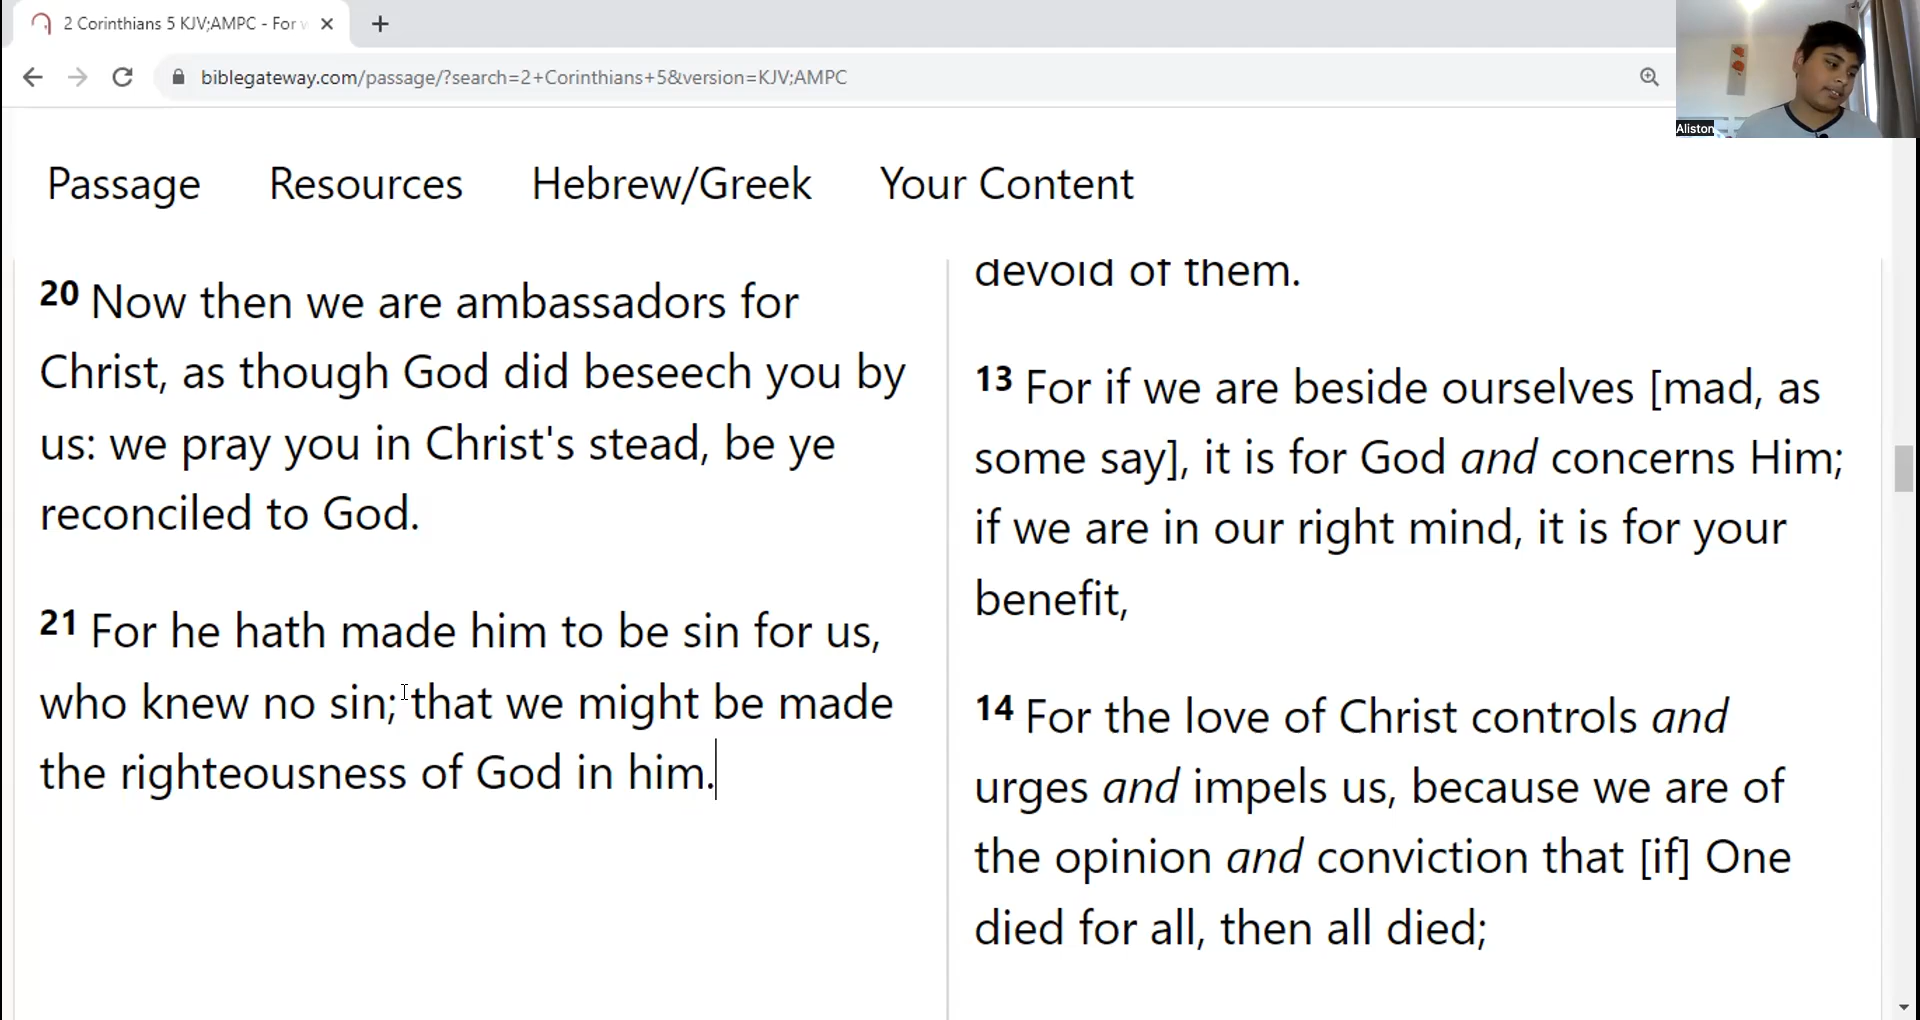 2 Corinthians 5 KJV;AMPC - For
biblegateway.com/passage/?search=2+Corinthians+5&version=KJV;AMPC
Aliston
Passage Resources Hebrew/Greek Your Content
20 Now then we are ambassadors for
Christ, as though God did beseech you by
us: we pray you in Christ's stead, be ye
reconciled to God.
21 For he hath made him to be sin for us,
who knew no sin; that we might be made
the righteousness of God in him.
devoid of them.
13 For if we are beside ourselves [mad, as
some say], it is for God and concerns Him;
if we are in our right mind, it is for your
benefit,
14 For the love of Christ controls and
urges and impels us, because we are of
the opinion and conviction that [if] One
died for all, then all died;